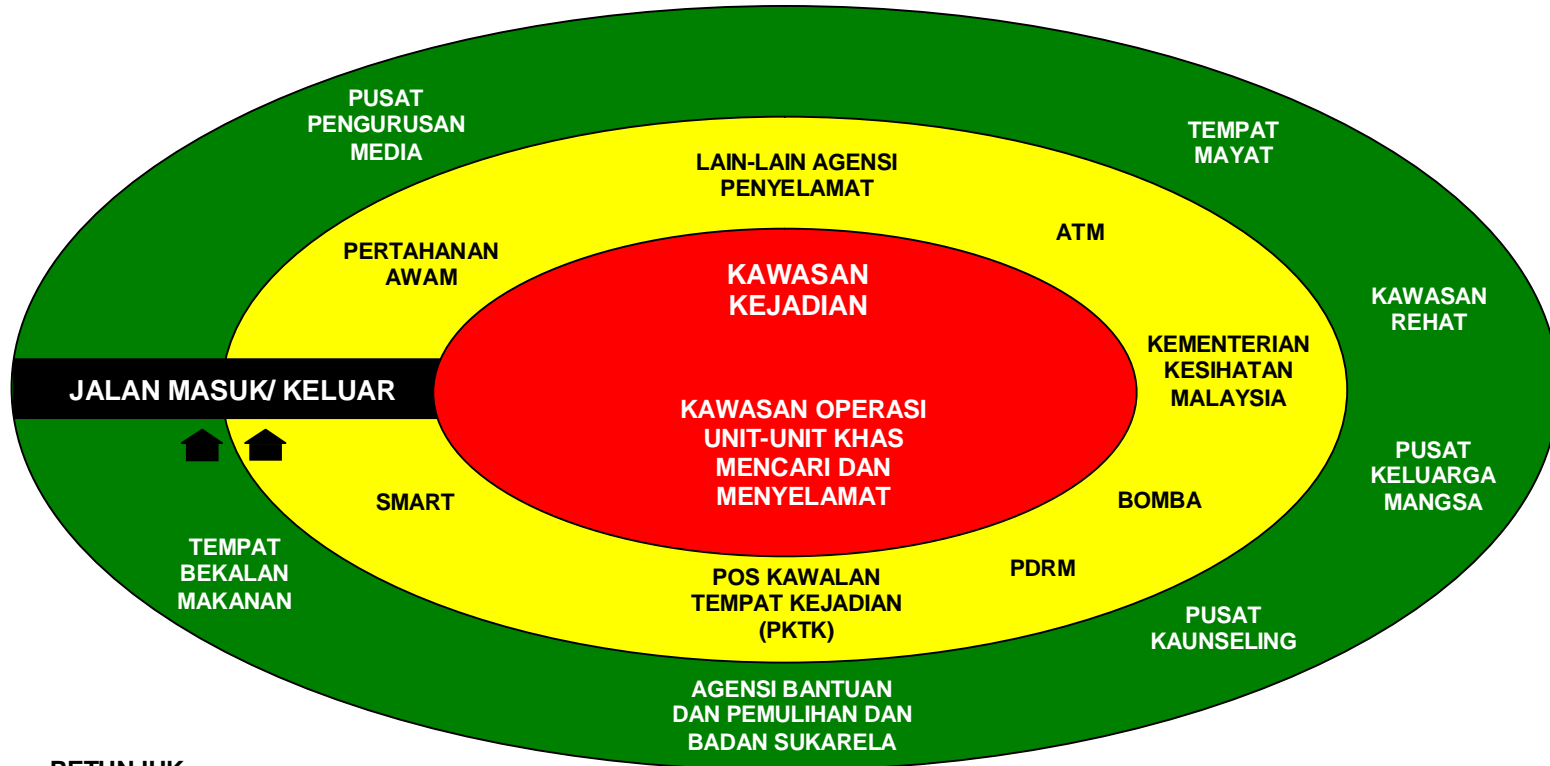 PUSAT
PENGURUSAN
MEDIA
TEMPAT
MAYAT
LAIN-LAIN AGENSI
PENYELAMAT
ATM
PERTAHANAN
AWAM
KAWASAN
KEJADIAN
KAWASAN
REHAT
KEMENTERIAN
KESIHATAN
MALAYSIA
JALAN MASUK/ KELUAR
KAWASAN OPERASI
UNIT-UNIT KHAS
MENCARI DAN
MENYELAMAT
PUSAT
KELUARGA
MANGSA
SMART
BOMBA
TEMPAT
BEKALAN
MAKANAN
POS KAWALAN
TEMPAT KEJADIAN
(PKTK)
PDRM
PUSAT
KAUNSELING
AGENSI BANTUAN
DAN PEMULIHAN DAN
BADAN SUKARELA
PETUNJUK